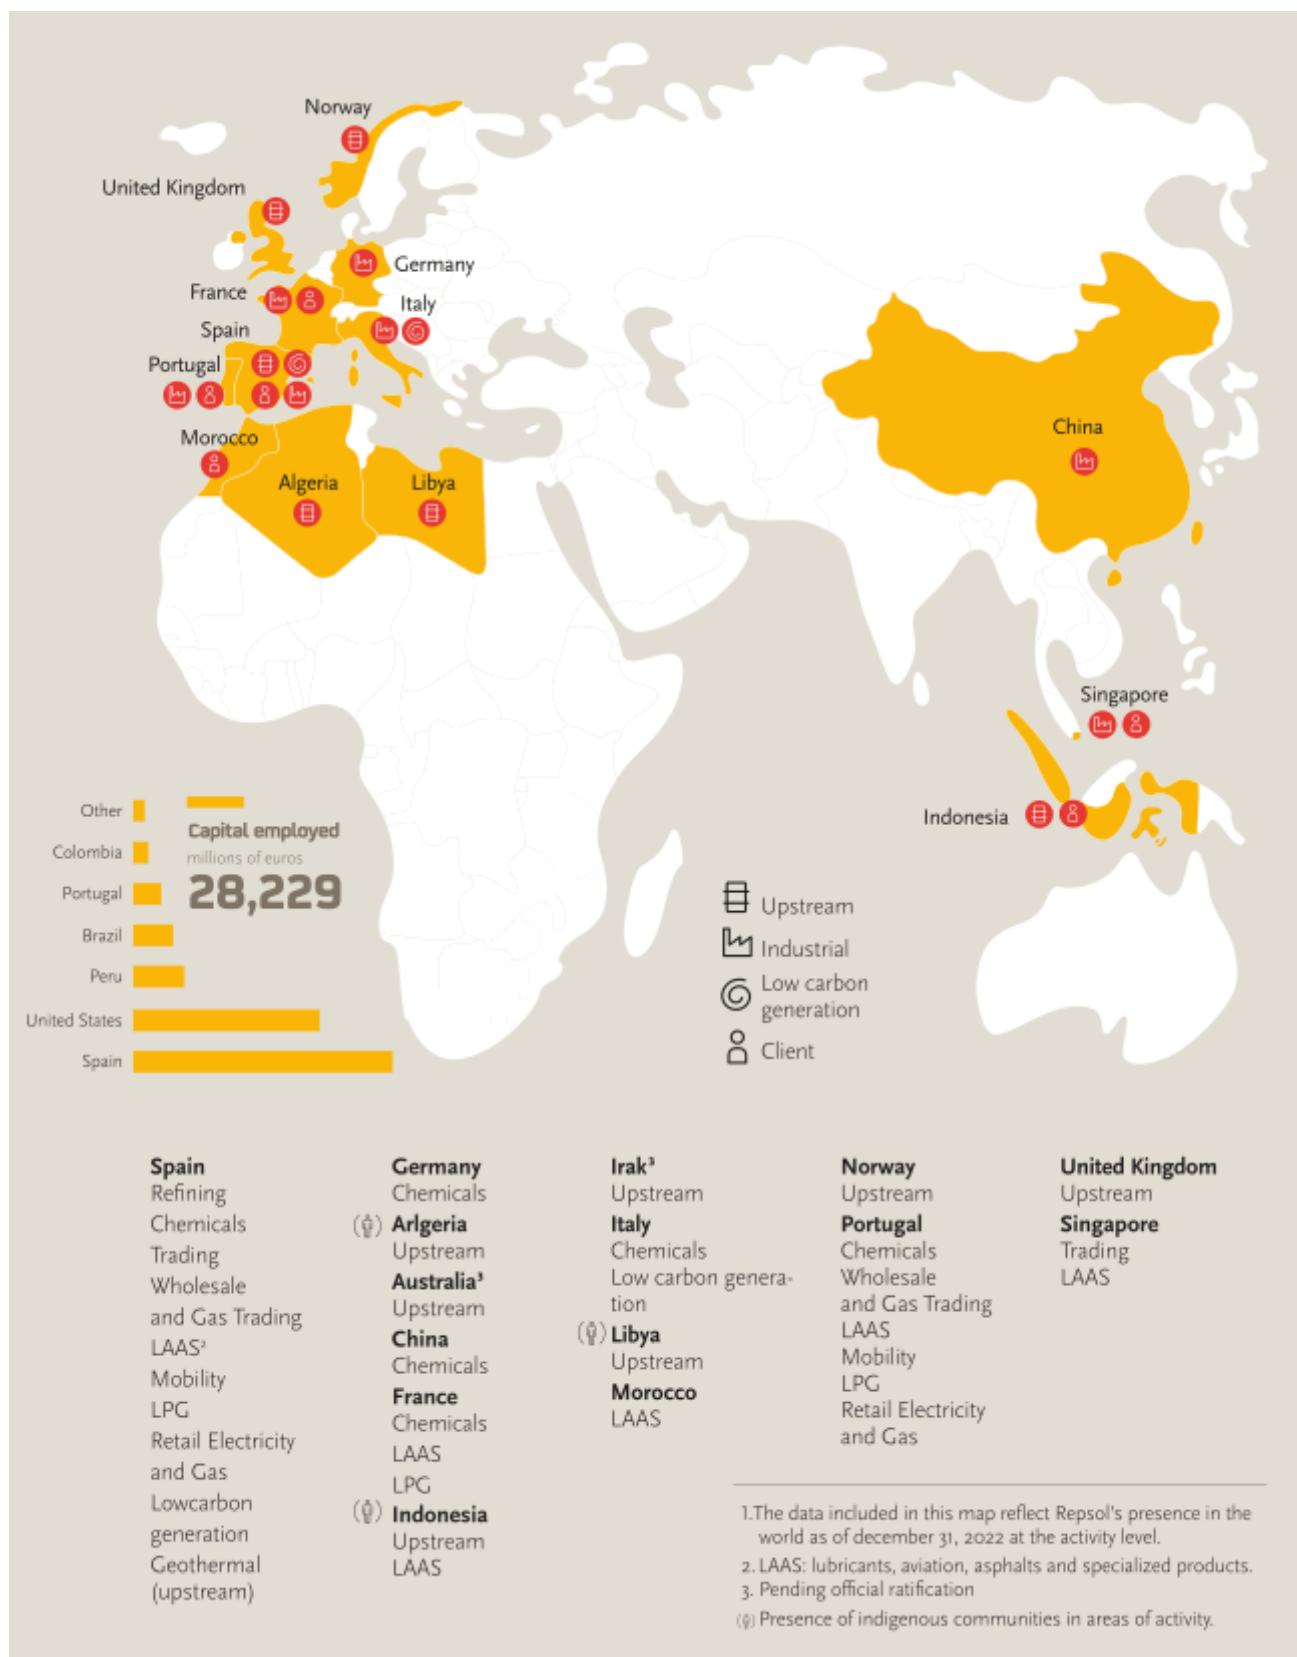 Norway
United Kingdom
Germany
France
Italy
Spain
Portugal
Morocco
Algeria
Libya
China
Singapore
Indonesia
Other
Colombia
Portugal
Brazil
Peru
United States
Spain
Capital employed
millions of euros
28,229
Upstream
Industrial
Low carbon
generation
Client
Spain
Refining
Chemicals
Trading
Wholesale
and Gas Trading
LAAS²
Mobility
LPG
Retail Electricity
and Gas
Lowcarbon
generation
Geothermal
(upstream)
Germany
Chemicals
Arlgeria
Upstream
Australia³
Upstream
China
Chemicals
France
Chemicals
LAAS
LPG
Indonesia
Upstream
LAAS
Irak³
Upstream
Italy
Chemicals
Low carbon genera-
tion
Libya
Upstream
Morocco
LAAS
Norway
Upstream
Portugal
Chemicals
Wholesale
and Gas Trading
LAAS
Mobility
LPG
Retail Electricity
and Gas
United Kingdom
Upstream
Singapore
Trading
LAAS
1.The data included in this map reflect Repsol's presence in the
world as of december 31, 2022 at the activity level.
2. LAAS: lubricants, aviation, asphalts and specialized products.
3. Pending official ratification
Presence of indigenous communities in areas of activity.